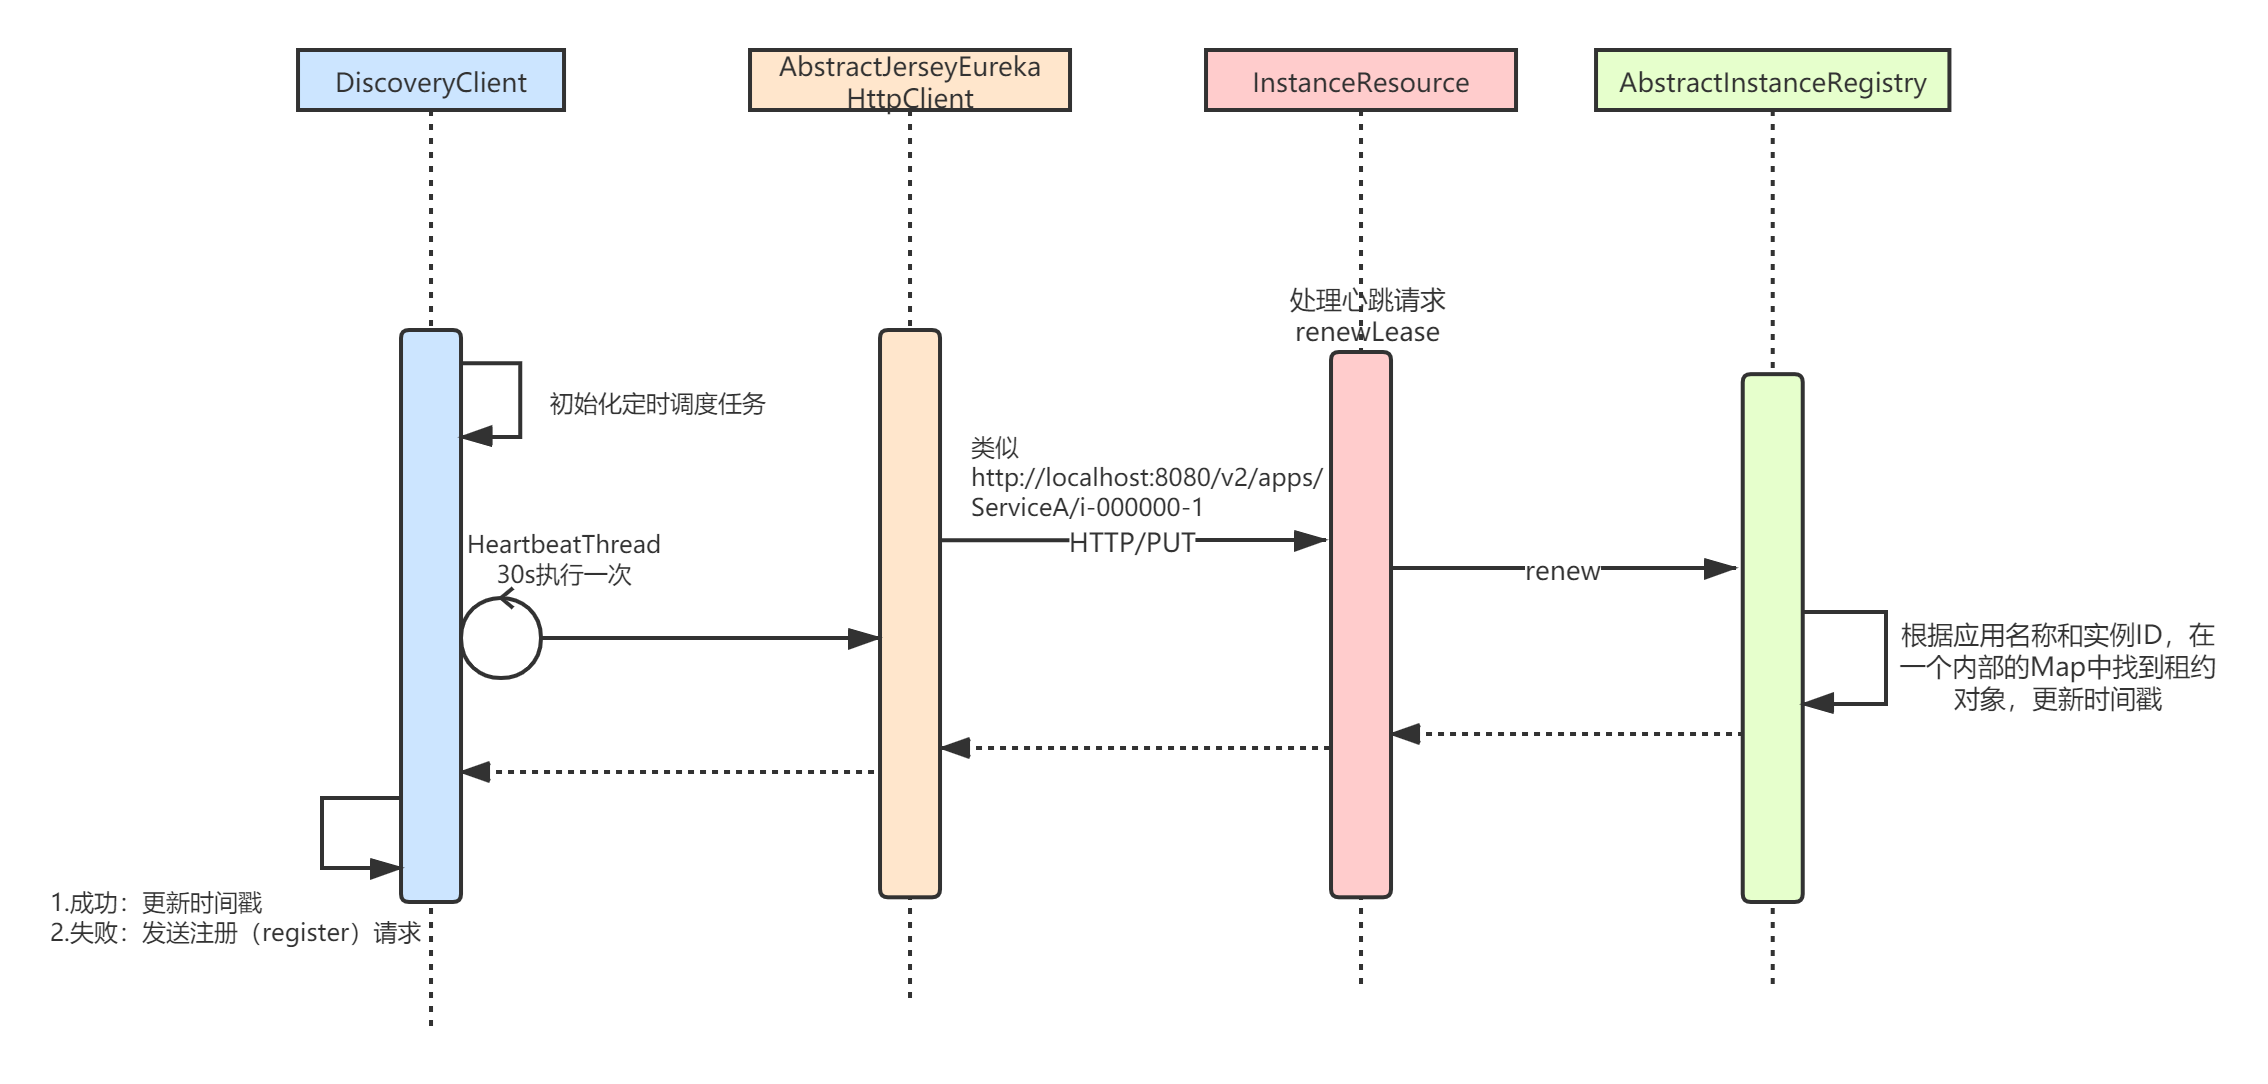 DiscoveryClient
AbstractJerseyEureka
HttpClient
InstanceResource
AbstractInstanceRegistry
处理心跳请求
renewLease
初始化定时调度任务
类似
http://localhost:8080/v2/apps/
ServiceA/i-000000-1
HTTP/PUT
HeartbeatThread
30s执行一次
renew
根据应用名称和实例ID，在
一个内部的Map中找到租约
对象，更新时间戳
1.成功：更新时间戳
2.失败：发送注册（register）请求